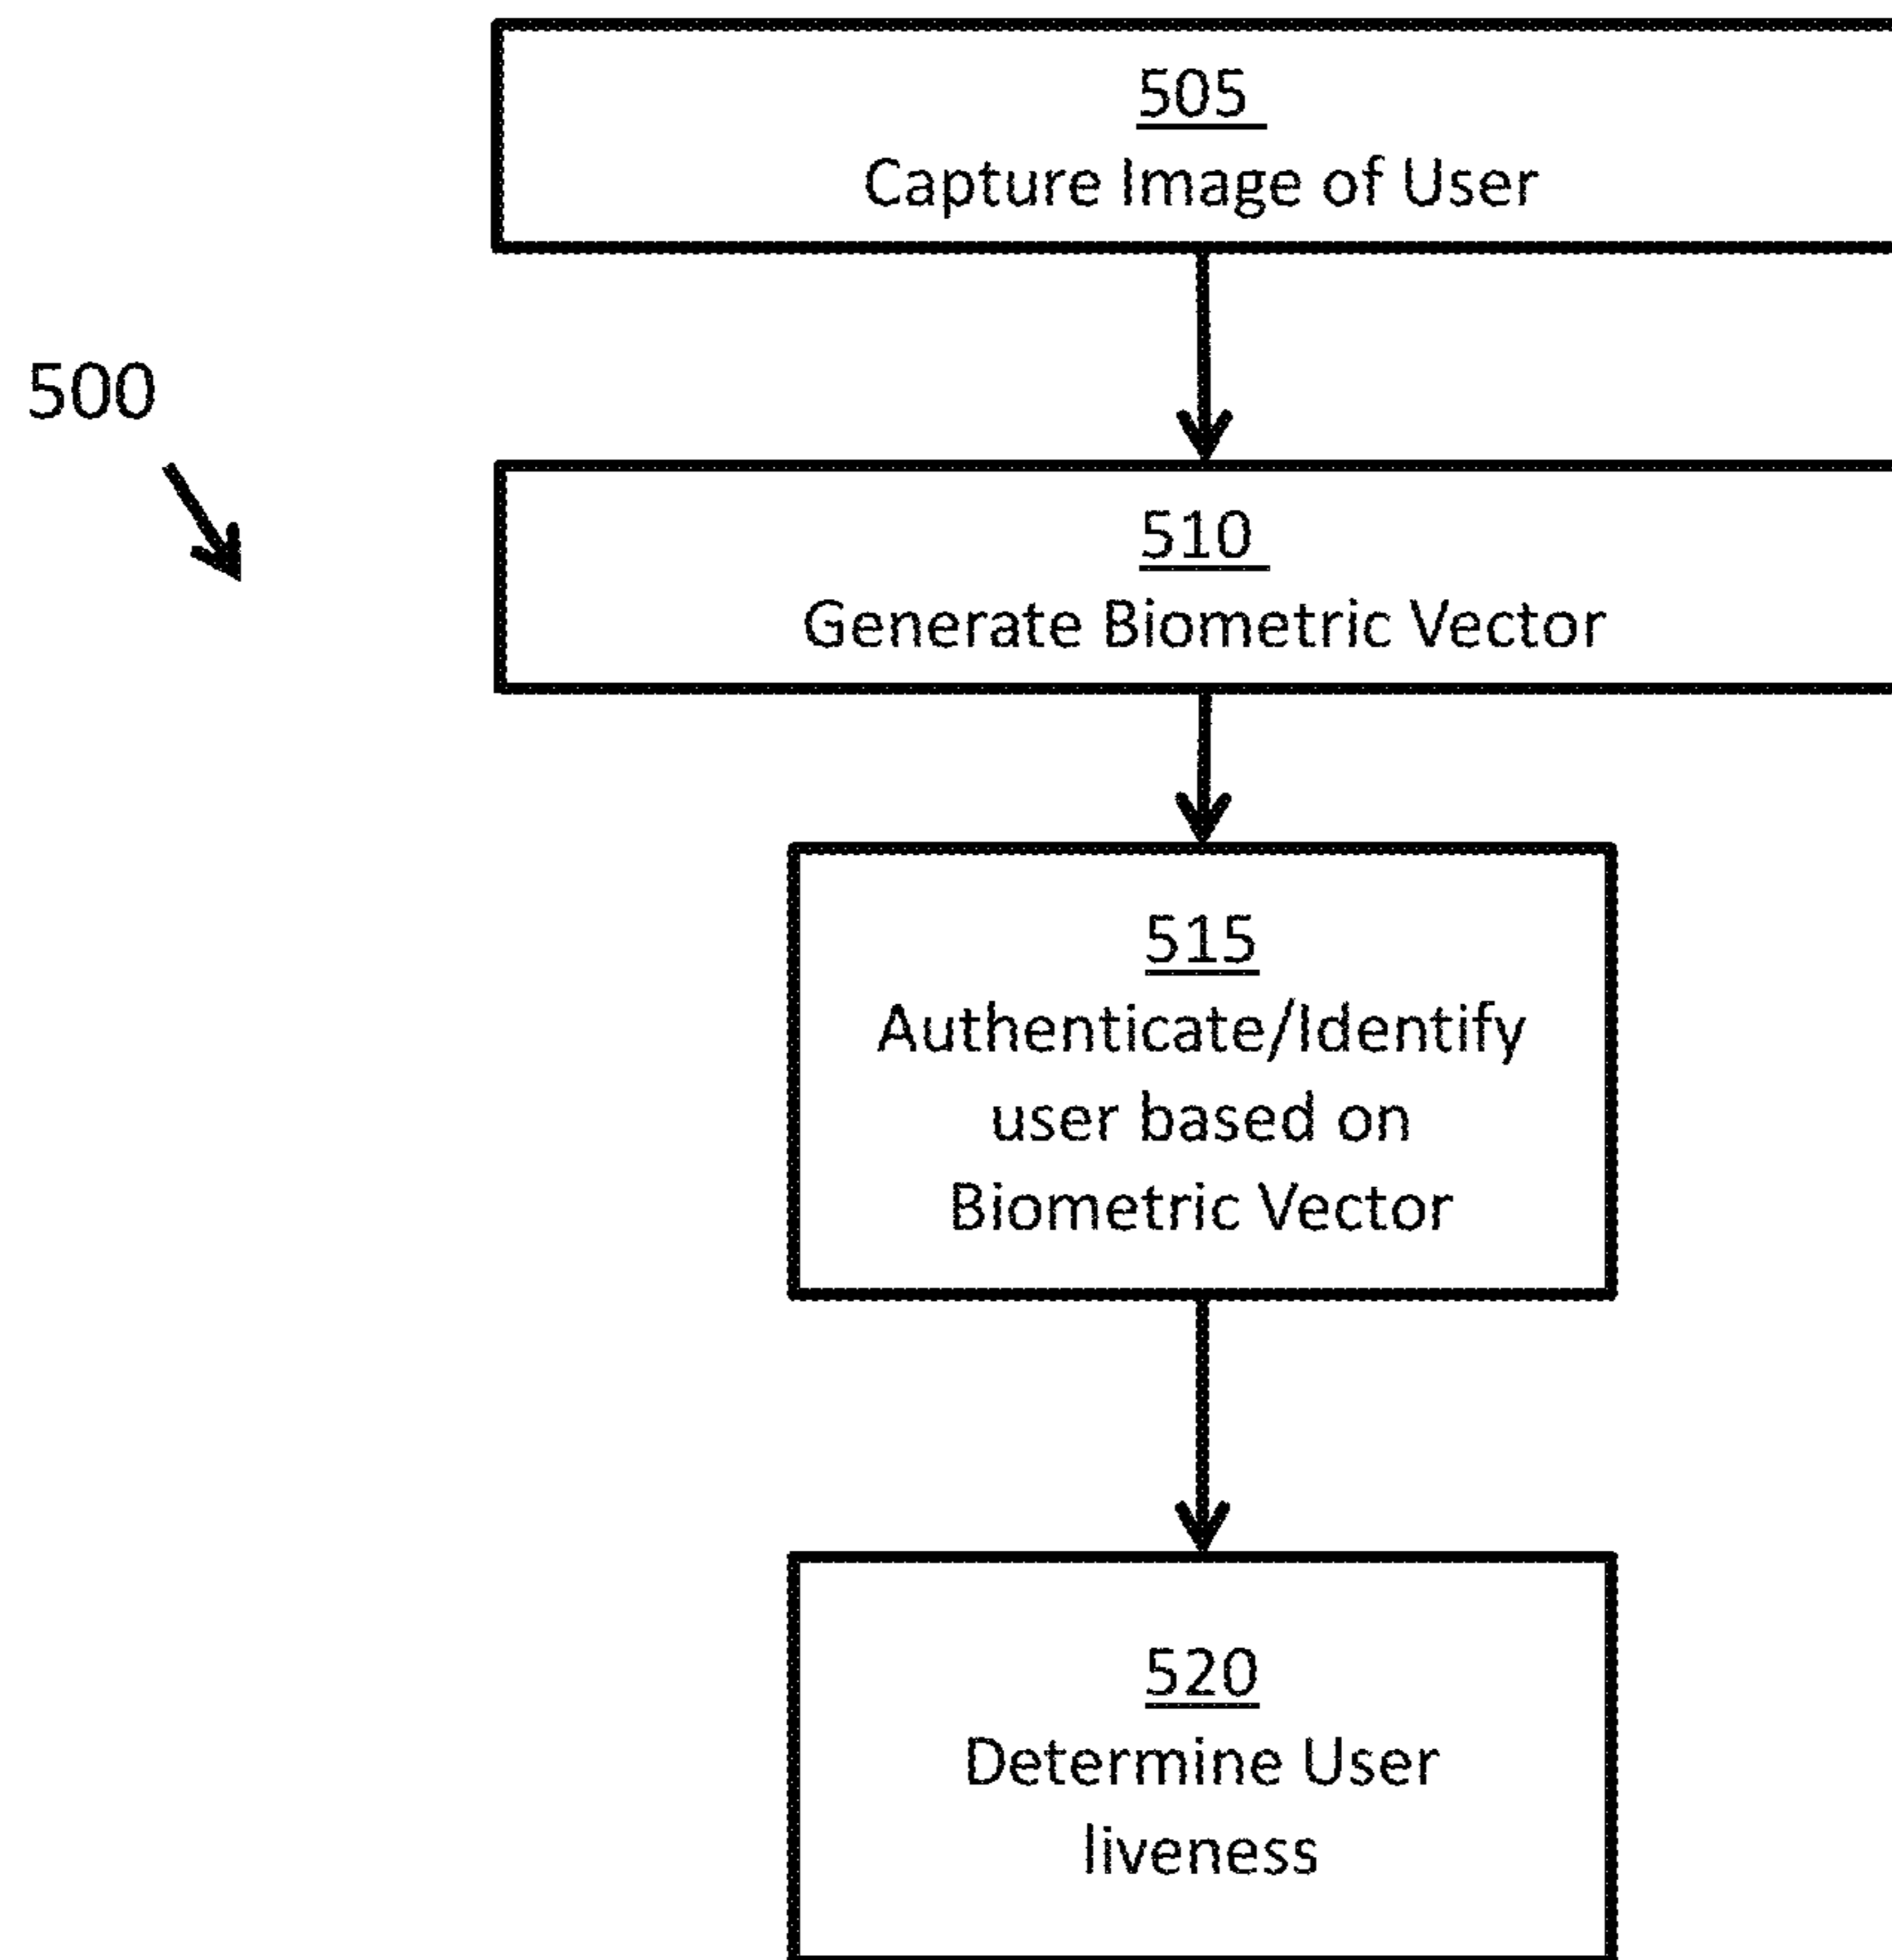 505
Capture Image of User
500
510
Generate Biometric Vector
515
Authenticate/Identify
user based on
Biometric Vector
520
Determine User
liveness